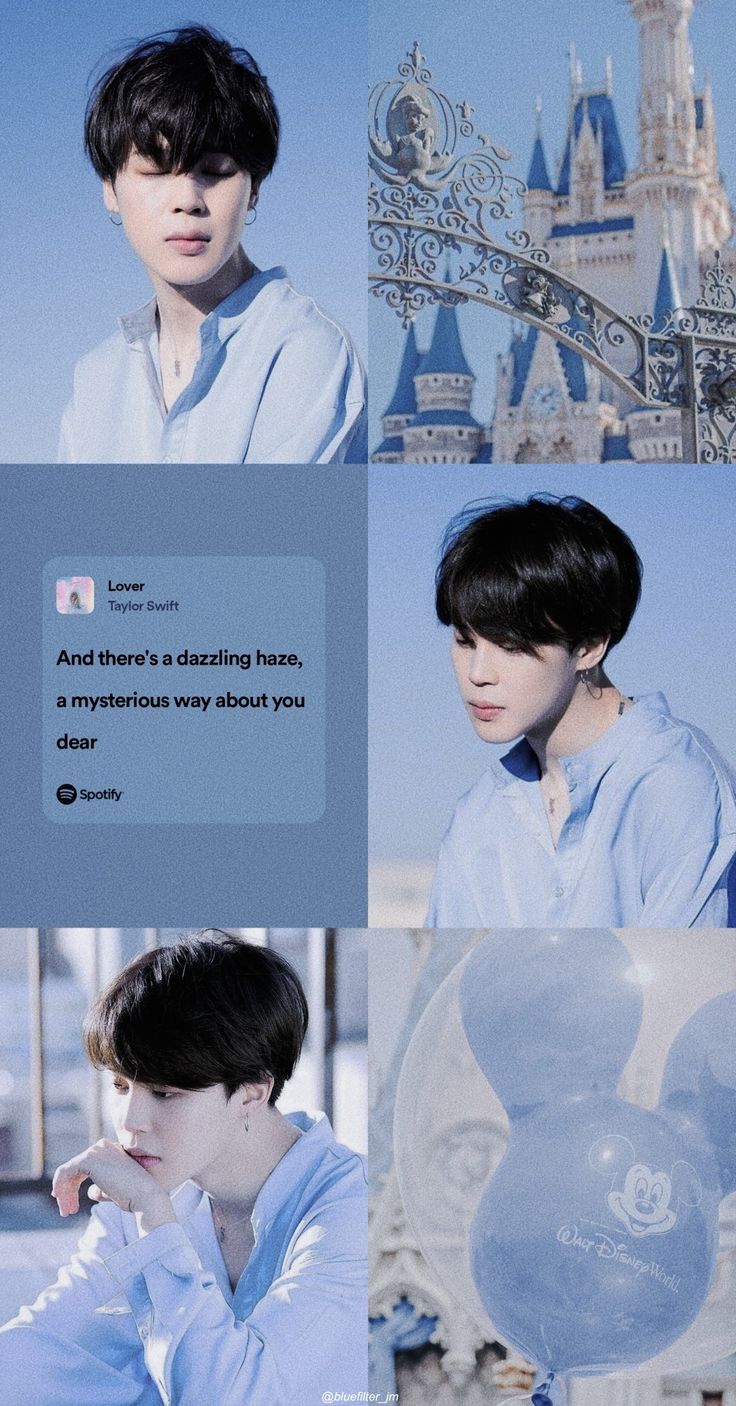 Lover
Taylor Swift
And there's a dazzling haze,
a mysterious way about you
dear
Spotify
Walt Disney World.
@bluefilter_jm